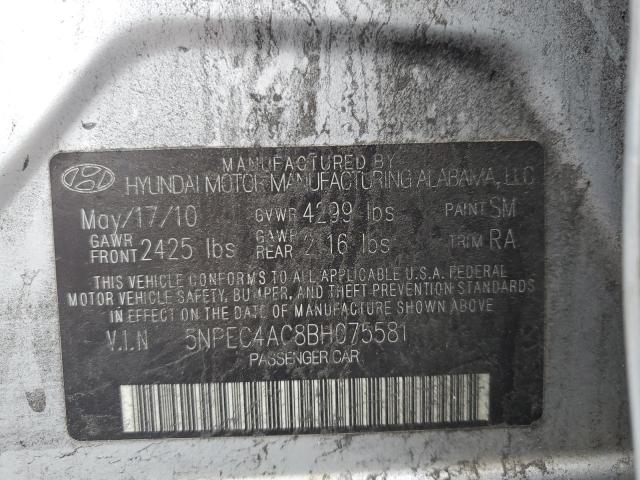 MANUFACTURED BY
HYUNDAI MOTOR MANUFACTURING ALABAMA, LLC
May/17/10 GVWR 4299 lbs PAINT SM
GAWR FRONT 2425 lbs GAWR REAR lbs TRIM RA
THIS VEHICLE CONFORMS TO ALL APPLICABLE U.S.A. FEDERAL
MOTOR VEHICLE SAFETY, BUMPER, AND THEFT PREVENTION STANDARDS
IN EFFECT ON THE DATE OF MANUFACTURE SHOWN ABOVE.
V.I.N 5NPEC4AC8BH075581
PASSENGER CAR